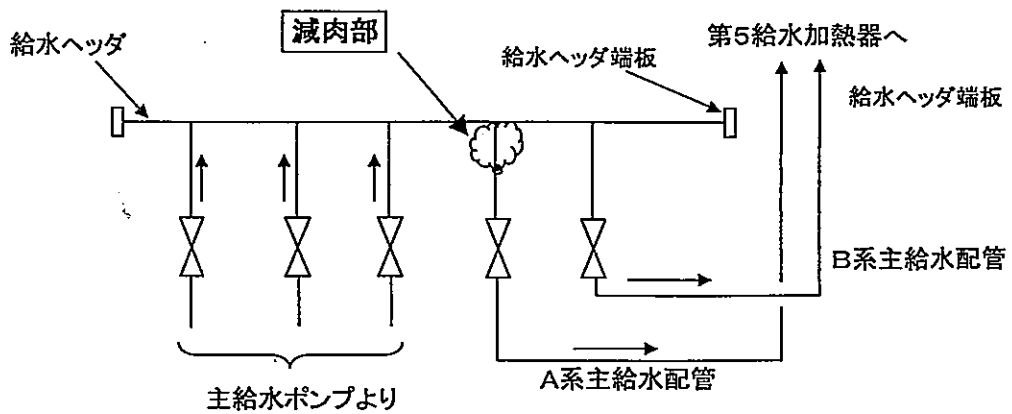 減肉部
第5給水加熱器へ
給水ヘッダ
給水ヘッダ端板
給水ヘッダ端板
B系主給水配管
A系主給水配管
主給水ポンプより